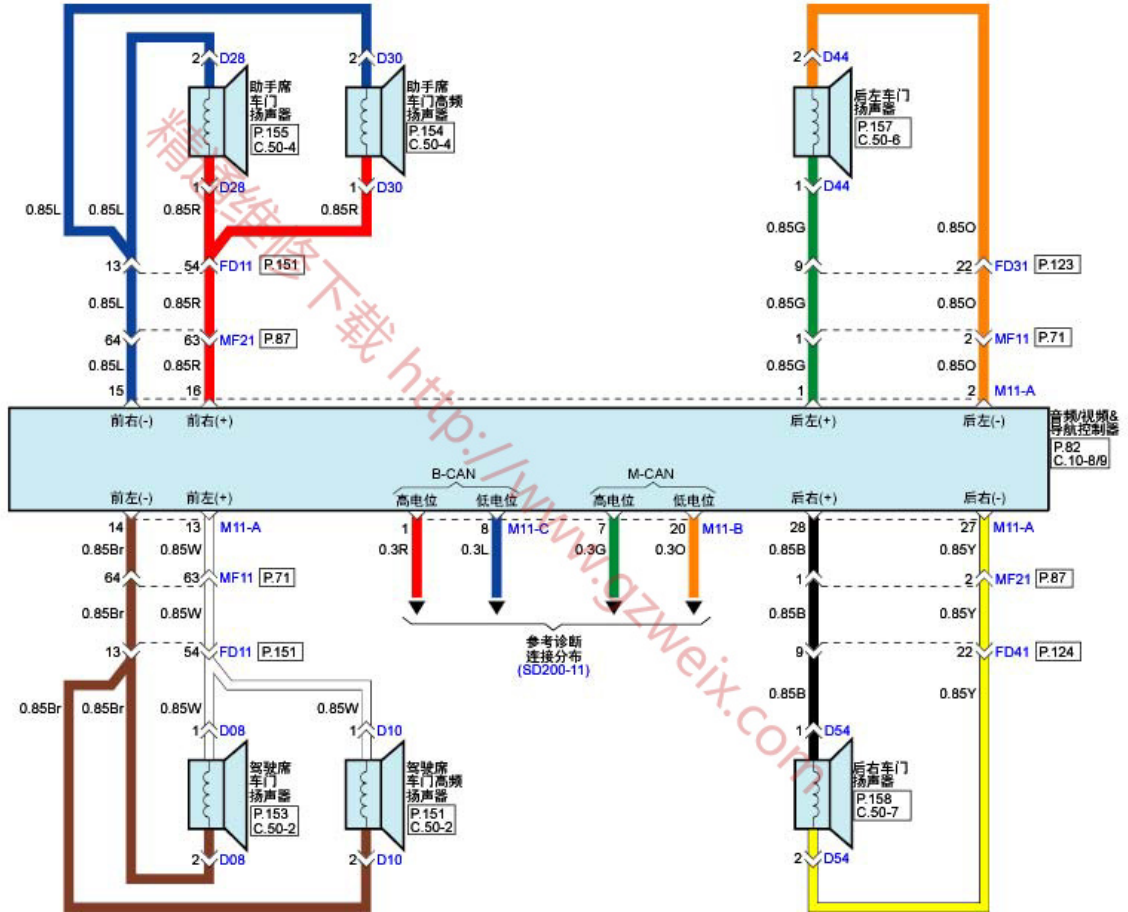 2 D28
2 D30
2 D44
助手席
车门
扬声器
P.155
C.50-4
助手席
车门高频
扬声器
P.154
C.50-4
后左车门
扬声器
P.157
C.50-6
1 D28
1 D30
1 D44
0.85L 0.85L 0.85R 0.85R
0.85G 0.85O
13 54 FD11 P.151
9 22 FD31 P.123
0.85L 0.85R
0.85G 0.85O
64 63 MF21 P.87
1 2 MF11 P.71
0.85L 0.85R
0.85G 0.85O
15 16
1 2 M11-A
前右(-) 前右(+)
后左(+) 后左(-)
音频/视频&
导航控制器
P.82
C.10-8/9
B-CAN M-CAN
前左(-) 前左(+) 高电位 低电位 高电位 低电位 后右(+) 后右(-)
14 13 M11-A 1 8 M11-C 7 20 M11-B 28 27 M11-A
0.85Br 0.85W 0.3R 0.3L 0.3G 0.3O 0.85B 0.85Y
64 63 MF11 P.71
1 2 MF21 P.87
0.85Br 0.85W
0.85B 0.85Y
参考诊断
连接分布
(SD200-11)
13 54 FD11 P.151
9 22 FD41 P.124
0.85Br 0.85Br 0.85W 0.85W
0.85B 0.85Y
1 D08
1 D10
1 D54
驾驶席
车门
扬声器
P.153
C.50-2
驾驶席
车门高频
扬声器
P.151
C.50-2
后右车门
扬声器
P.158
C.50-7
2 D08
2 D10
2 D54
精通维修下载 http://www.gzweix.com